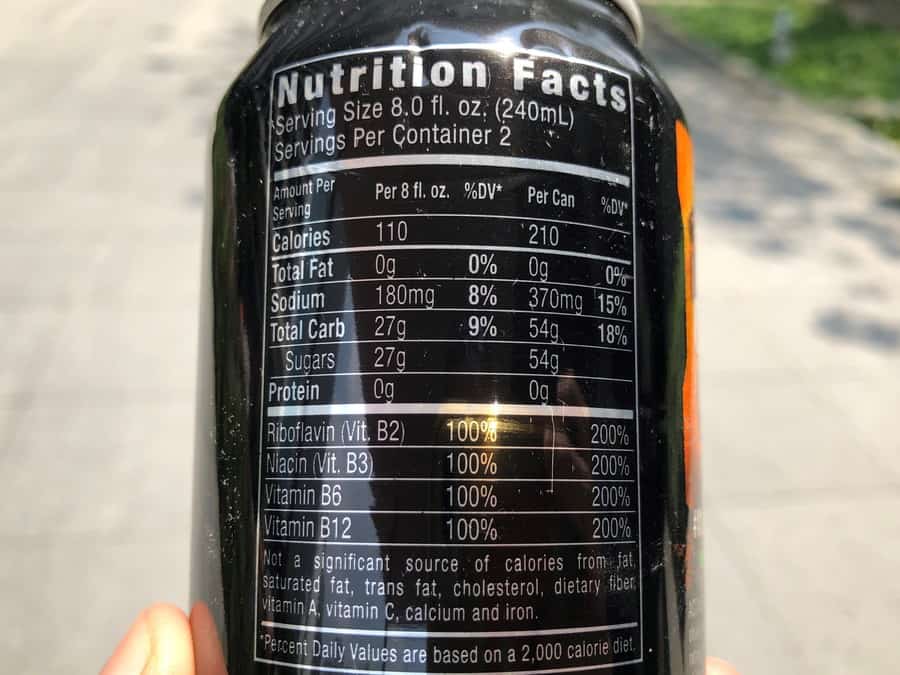 Nutrition Facts
Serving Size 8.0 fl. oz. (240mL)
Servings Per Container 2
Amount Per Serving Per 8 fl. oz. %DV* Per Can %DV*
Calories 110 210
Total Fat 0g 0% 0g 0%
Sodium 180mg 8% 370mg 15%
Total Carb 27g 9% 54g 18%
Sugars 27g 54g
Protein 0g 0g
Riboflavin (Vit. B2) 100% 200%
Niacin (Vit. B3) 100% 200%
Vitamin B6 100% 200%
Vitamin B12 100% 200%
Not a significant source of calories from fat,
saturated fat, trans fat, cholesterol, dietary fiber,
vitamin A, vitamin C, calcium and iron.
*Percent Daily Values are based on a 2,000 calorie diet.